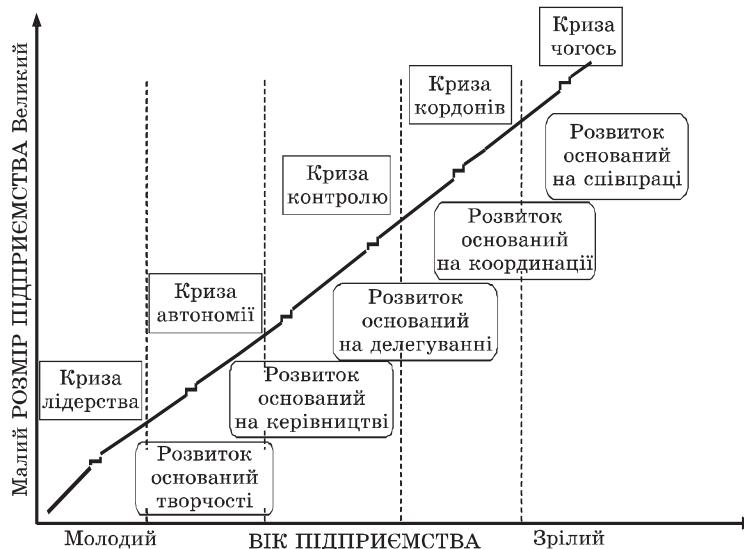 Криза
чогось
Криза
кордонів
Розвиток
оснований
на співпраці
Криза
контролю
Розвиток
оснований
на координації
Криза
автономії
Розвиток
оснований
на делегуванні
Криза
лідерства
Розвиток
оснований
на керівництві
Розвиток
оснований
творчості
Малий РОЗМІР ПІДПРИЄМСТВА Великий
Молодий ВІК ПІДПРИЄМСТВА Зрілий